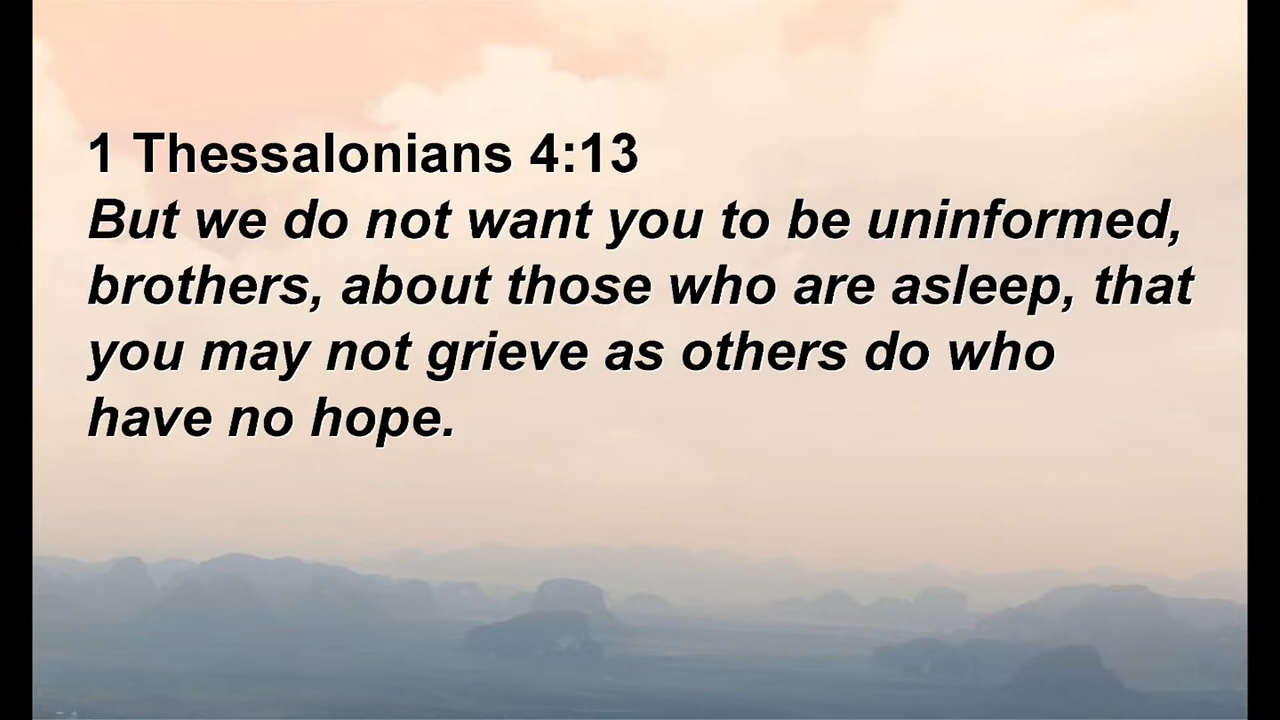 1 Thessalonians 4:13
But we do not want you to be uninformed,
brothers, about those who are asleep, that
you may not grieve as others do who
have no hope.